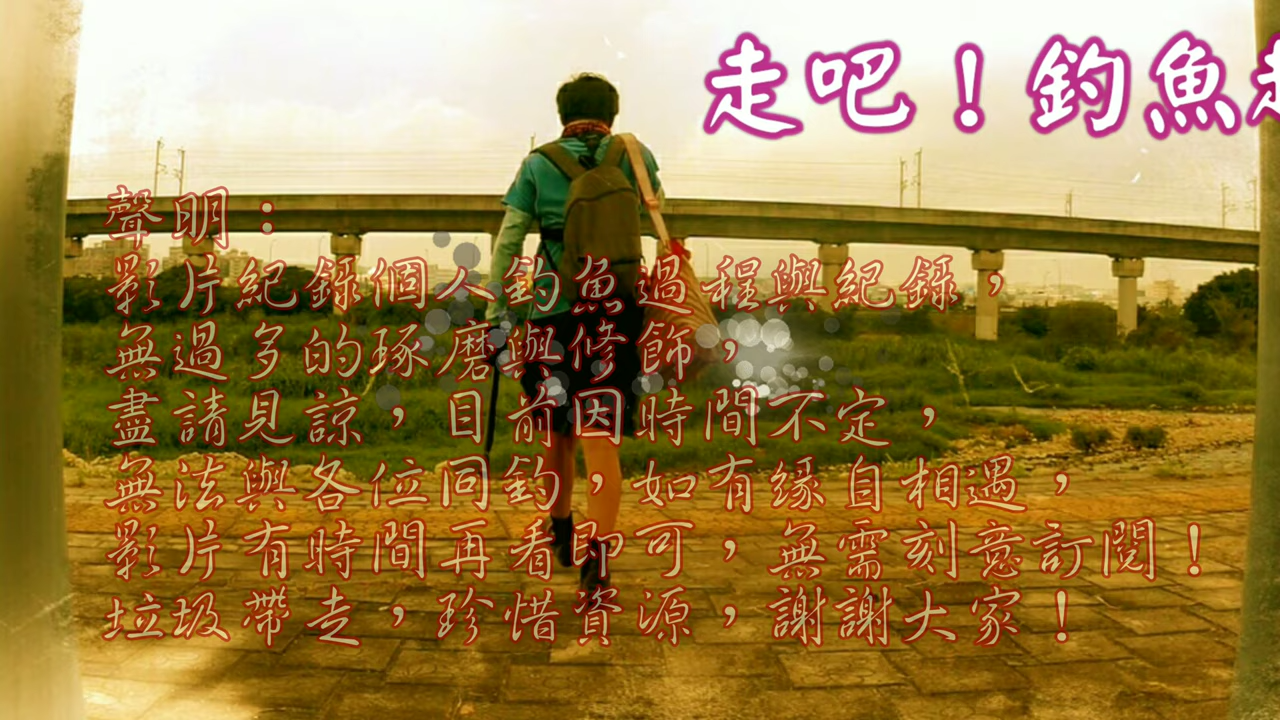 走吧！釣魚
聲明：
影片紀錄個人釣魚過程與紀錄，
無過多的琢磨與修飾，
盡請見諒，目前因時間不定，
無法與各位同釣，如有緣自相遇，
影片有時間再看即可，無需刻意訂閱！
垃圾帶走，珍惜資源，謝謝大家！